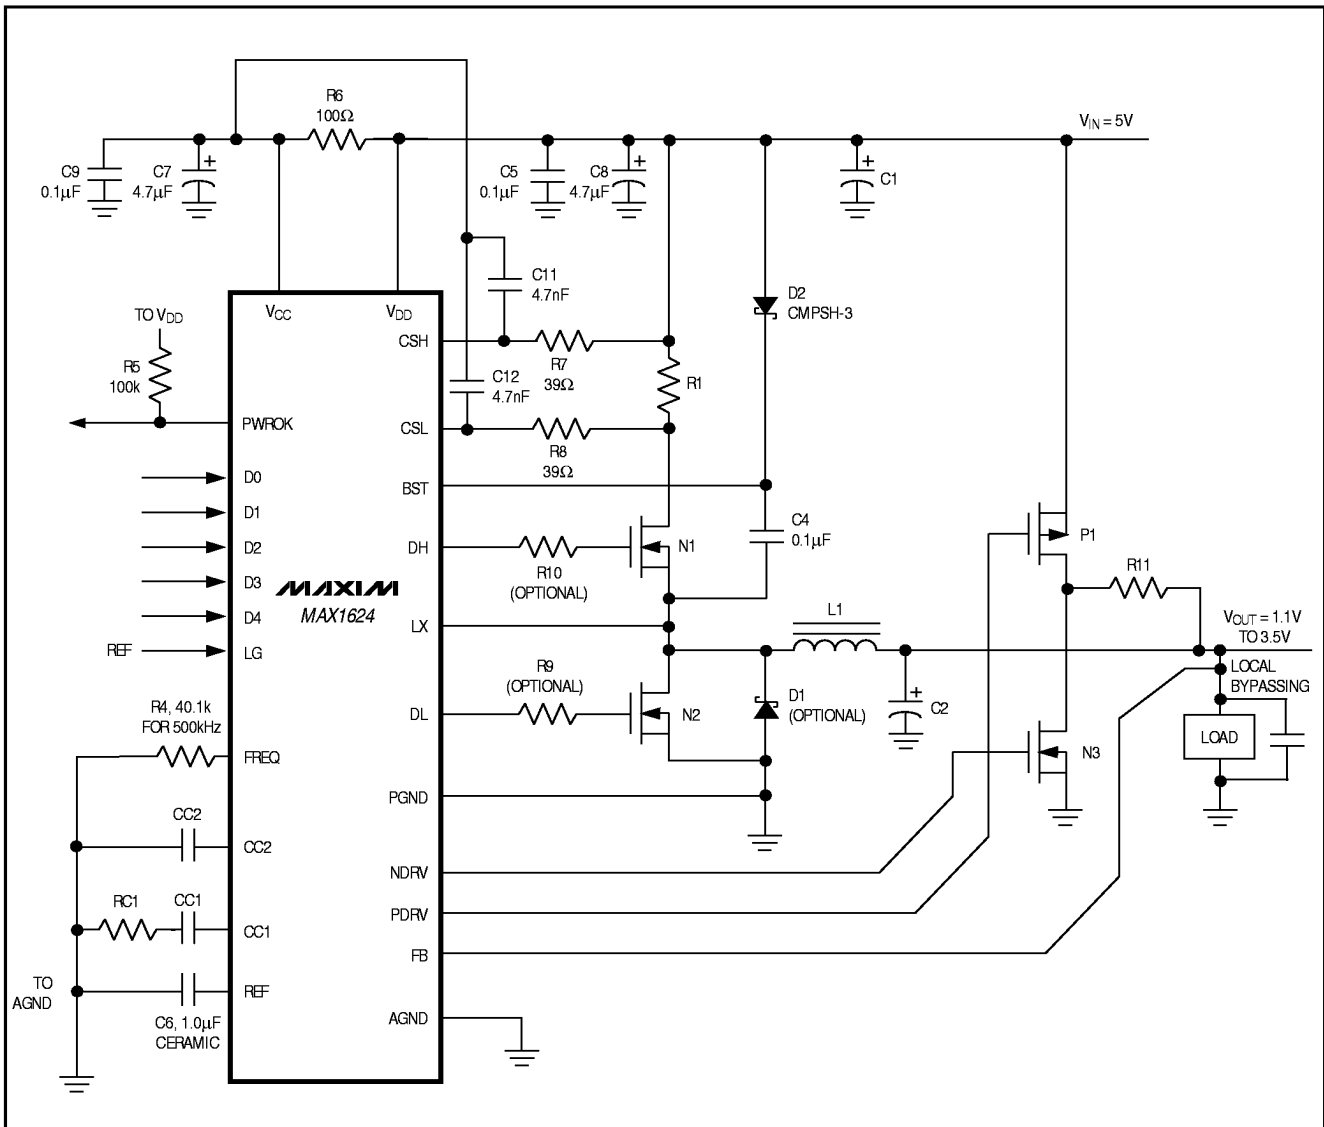 R6
100Ω
V_IN = 5V
C9
0.1µF
C7
+
4.7µF
C5
0.1µF
C8
+
4.7µF
+
C1
C11
4.7nF
D2
CMPSH-3
TO V_DD
R5
100k
V_CC
V_DD
CSH
R7
39Ω
C12
4.7nF
R1
PWROK
CSL
R8
39Ω
D0
BST
D1
C4
0.1µF
D2
DH
N1
P1
R10
(OPTIONAL)
R11
D3
MAXIM
MAX1624
D4
LX
L1
V_OUT = 1.1V
TO 3.5V
REF
LG
R9
(OPTIONAL)
LOCAL
BYPASSING
R4, 40.1k
FOR 500kHz
DL
N2
D1
(OPTIONAL)
+
C2
LOAD
FREQ
N3
PGND
CC2
CC2
NDRV
RC1
CC1
CC1
PDRV
FB
TO
AGND
REF
C6, 1.0µF
CERAMIC
AGND